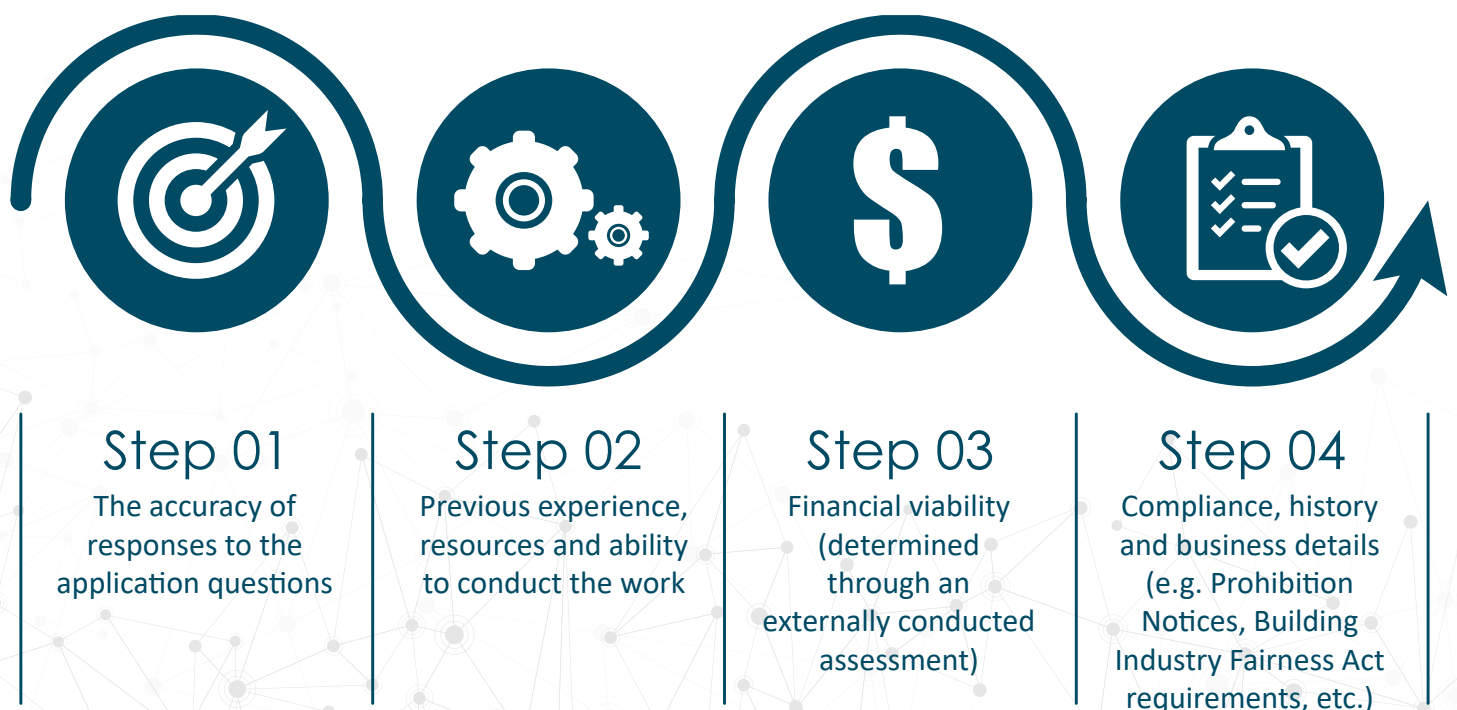 Step 01
The accuracy of
responses to the
application questions
Step 02
Previous experience,
resources and ability
to conduct the work
Step 03
Financial viability
(determined
through an
externally conducted
assessment)
Step 04
Compliance, history
and business details
(e.g. Prohibition
Notices, Building
Industry Fairness Act
requirements, etc.)